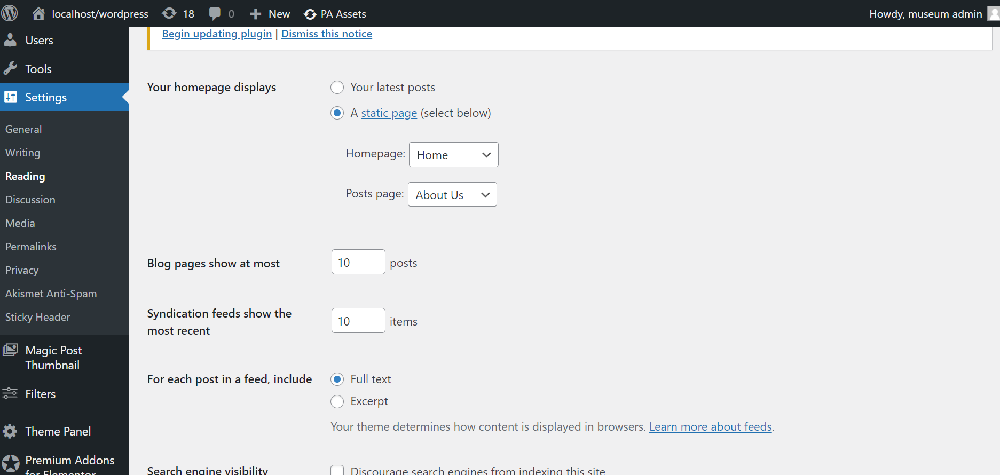 localhost/wordpress 18 0 New PA Assets Howdy, museum admin
Users
Tools
Settings
General
Writing
Reading
Discussion
Media
Permalinks
Privacy
Akismet Anti-Spam
Sticky Header
Magic Post
Thumbnail
Filters
Theme Panel
Premium Addons
for Elementor
Begin updating plugin | Dismiss this notice
Your homepage displays
Your latest posts
A static page (select below)
Homepage: Home
Posts page: About Us
Blog pages show at most 10 posts
Syndication feeds show the
most recent
10 items
For each post in a feed, include
Full text
Excerpt
Your theme determines how content is displayed in browsers. Learn more about feeds.
Search engine visibility
Discourage search engines from indexing this site